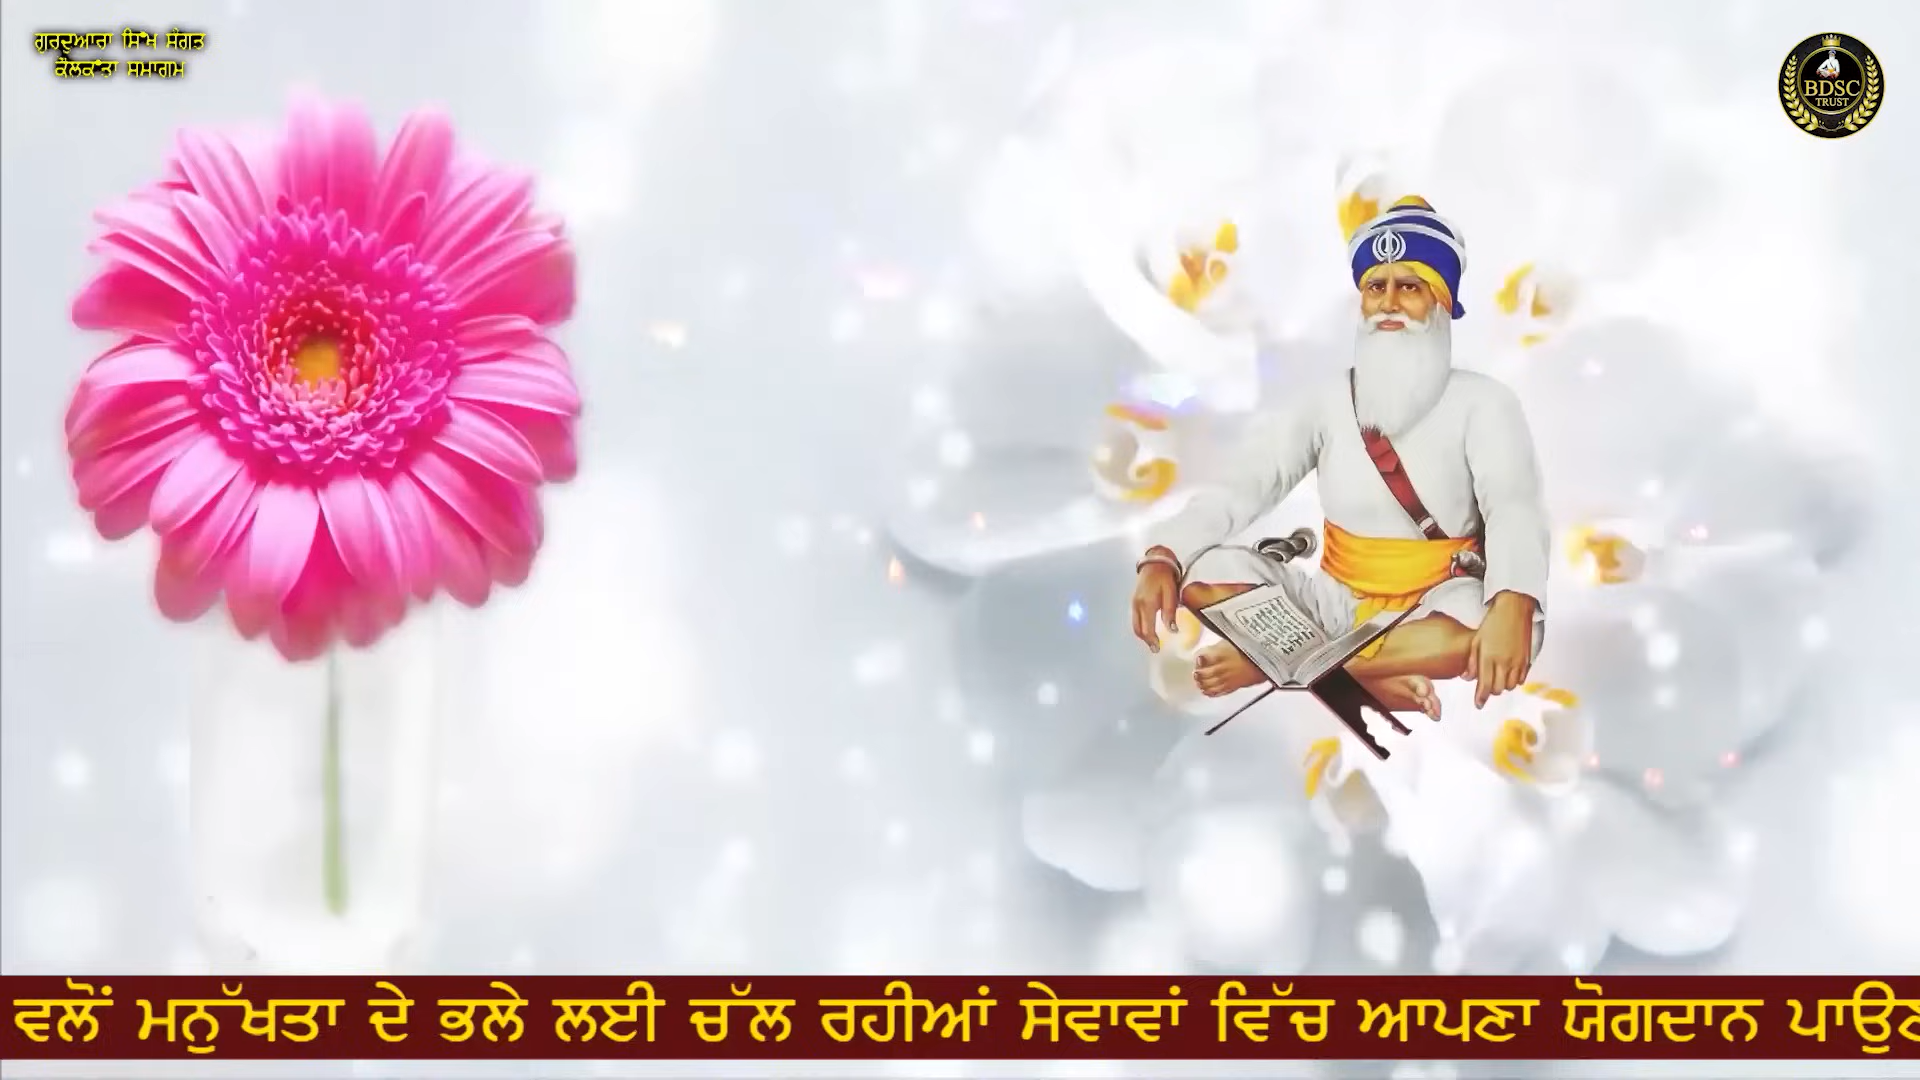 ਗੁਰਦੁਆਰਾ ਸਿੱਖ ਸੰਗਤ
ਕੌਲਕੱਤਾ ਸਮਾਗਮ
BDSC
TRUST
ਵਲੋਂ ਮਨੁੱਖਤਾ ਦੇ ਭਲੇ ਲਈ ਚੱਲ ਰਹੀਆਂ ਸੇਵਾਵਾਂ ਵਿੱਚ ਆਪਣਾ ਯੋਗਦਾਨ